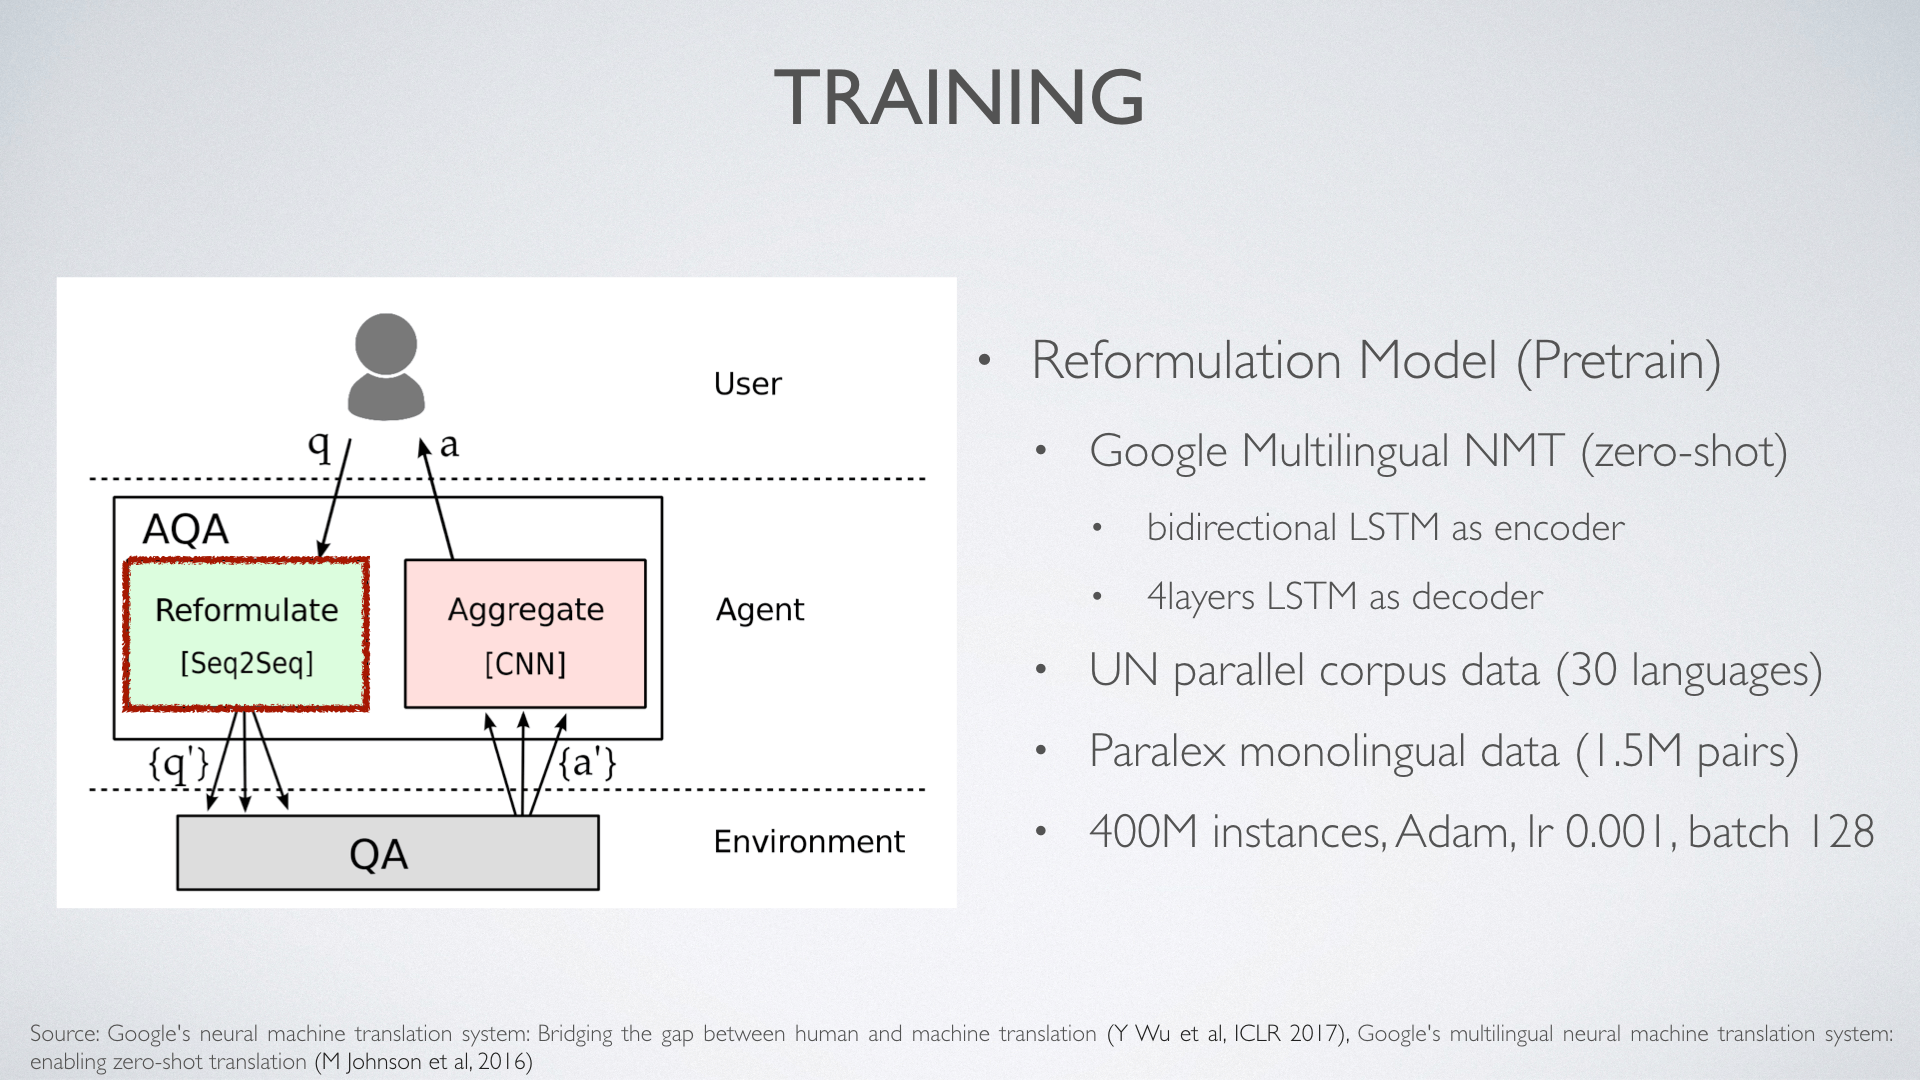 TRAINING
User
q a
AQA
Reformulate
[Seq2Seq]
Aggregate
[CNN]
Agent
{q'} {a'}
QA
Environment
• Reformulation Model (Pretrain)
• Google Multilingual NMT (zero-shot)
• bidirectional LSTM as encoder
• 4layers LSTM as decoder
• UN parallel corpus data (30 languages)
• Paralex monolingual data (1.5M pairs)
• 400M instances, Adam, lr 0.001, batch 128
Source: Google's neural machine translation system: Bridging the gap between human and machine translation (Y Wu et al, ICLR 2017), Google's multilingual neural machine translation system:
enabling zero-shot translation (M Johnson et al, 2016)